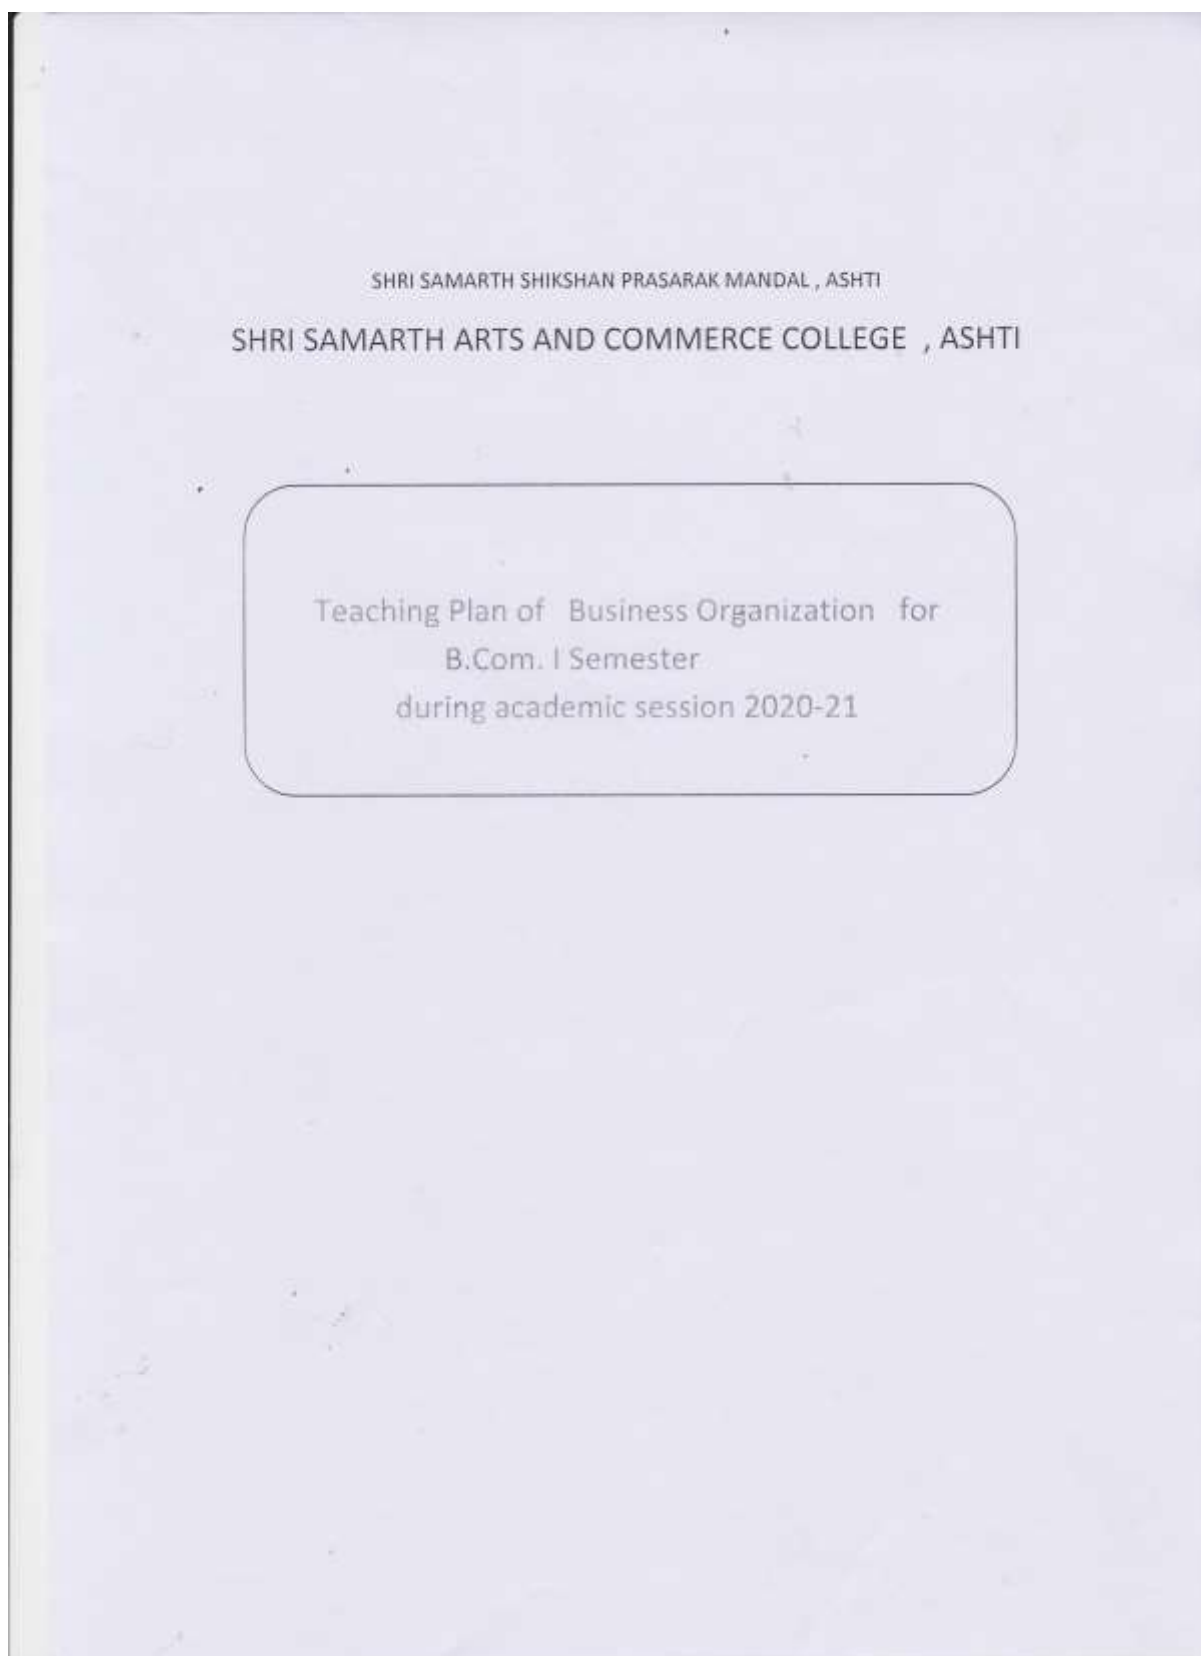 SHRI SAMARTH SHIKSHAN PRASARAK MANDAL , ASHTI
SHRI SAMARTH ARTS AND COMMERCE COLLEGE , ASHTI
Teaching Plan of Business Organization for
B.Com. I Semester
during academic session 2020-21